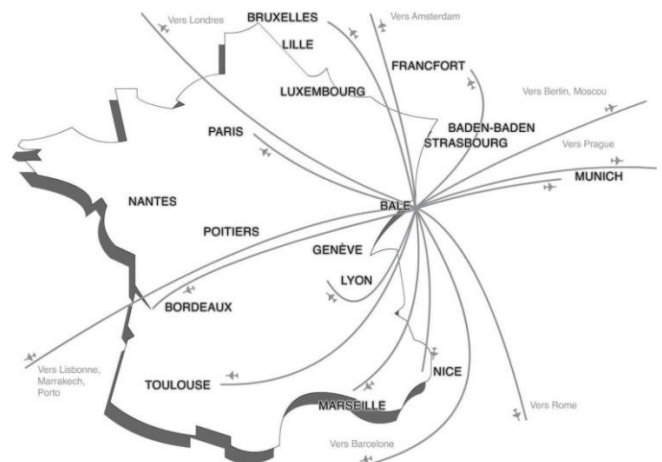 Vers Londres
BRUXELLES
Vers Amsterdam
LILLE
FRANCFORT
LUXEMBOURG
Vers Berlin, Moscou
PARIS
BADEN-BADEN
STRASBOURG
Vers Prague
MUNICH
NANTES
BALE
POITIERS
GENÈVE
LYON
BORDEAUX
Vers Lisbonne,
Marrakech,
Porto
TOULOUSE
NICE
MARSEILLE
Vers Rome
Vers Barcelone